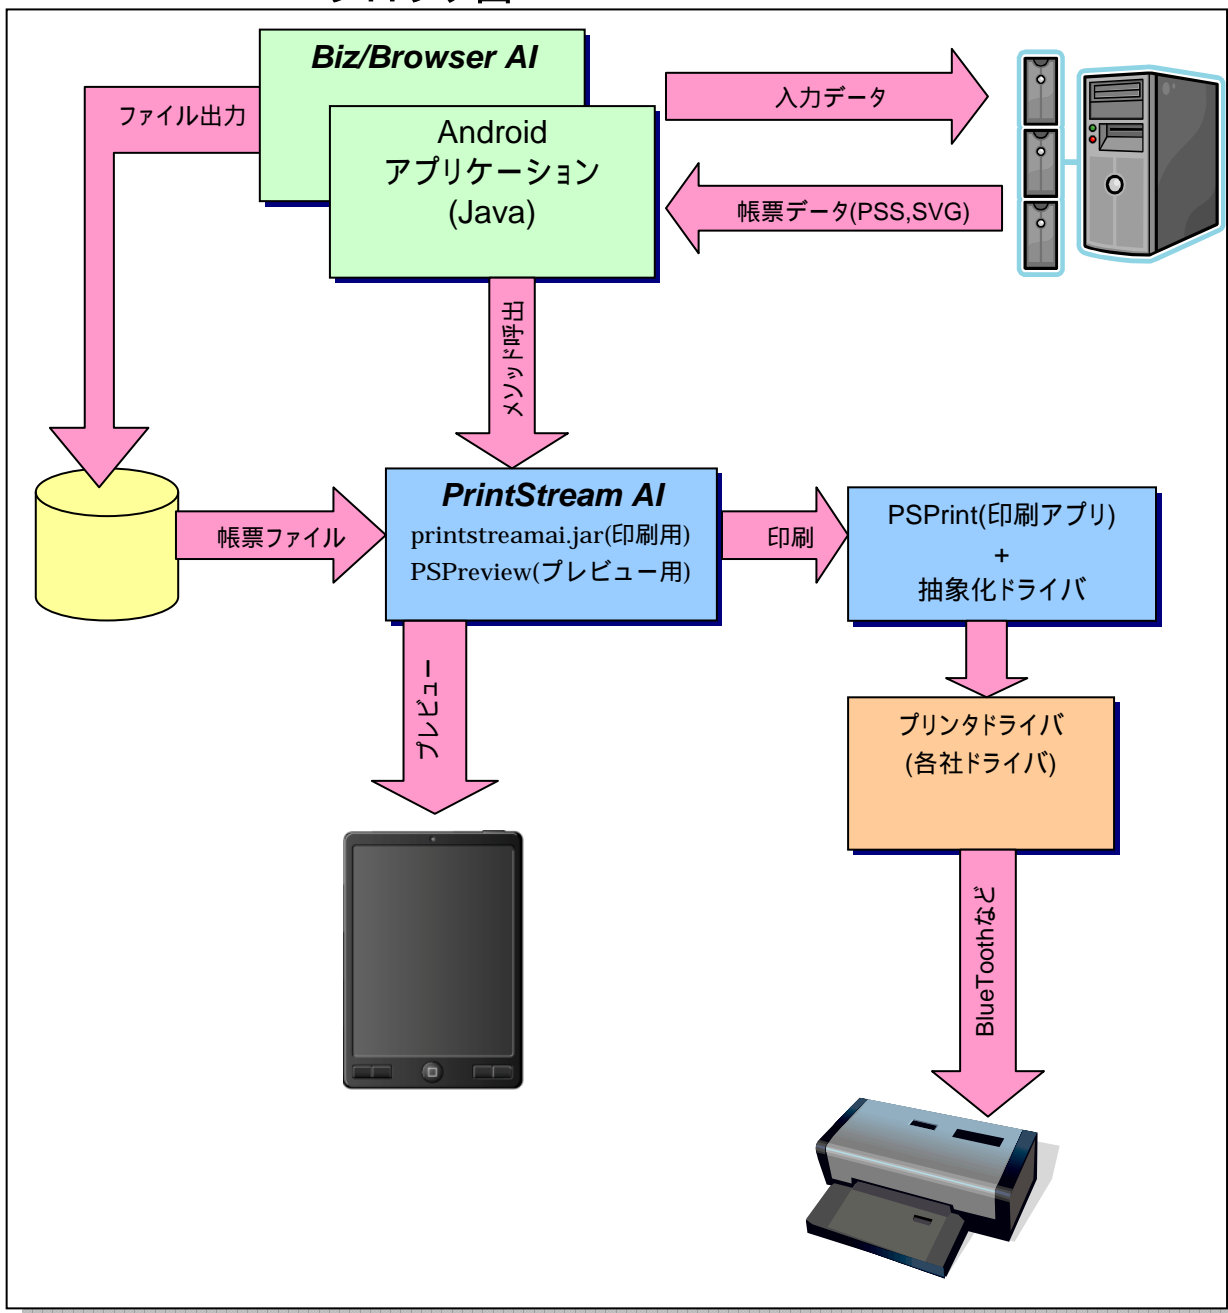 Biz/Browser AI
ファイル出力
Android
アプリケーション
(Java)
入力データ
帳票データ(PSS,SVG)
メソッド呼出
帳票ファイル
PrintStream AI
printstreamai.jar(印刷用)
PSPreview(プレビュー用)
印刷
PSPrint(印刷アプリ)
+
抽象化ドライバ
プレビュー
プリンタドライバ
(各社ドライバ)
BlueToothなど